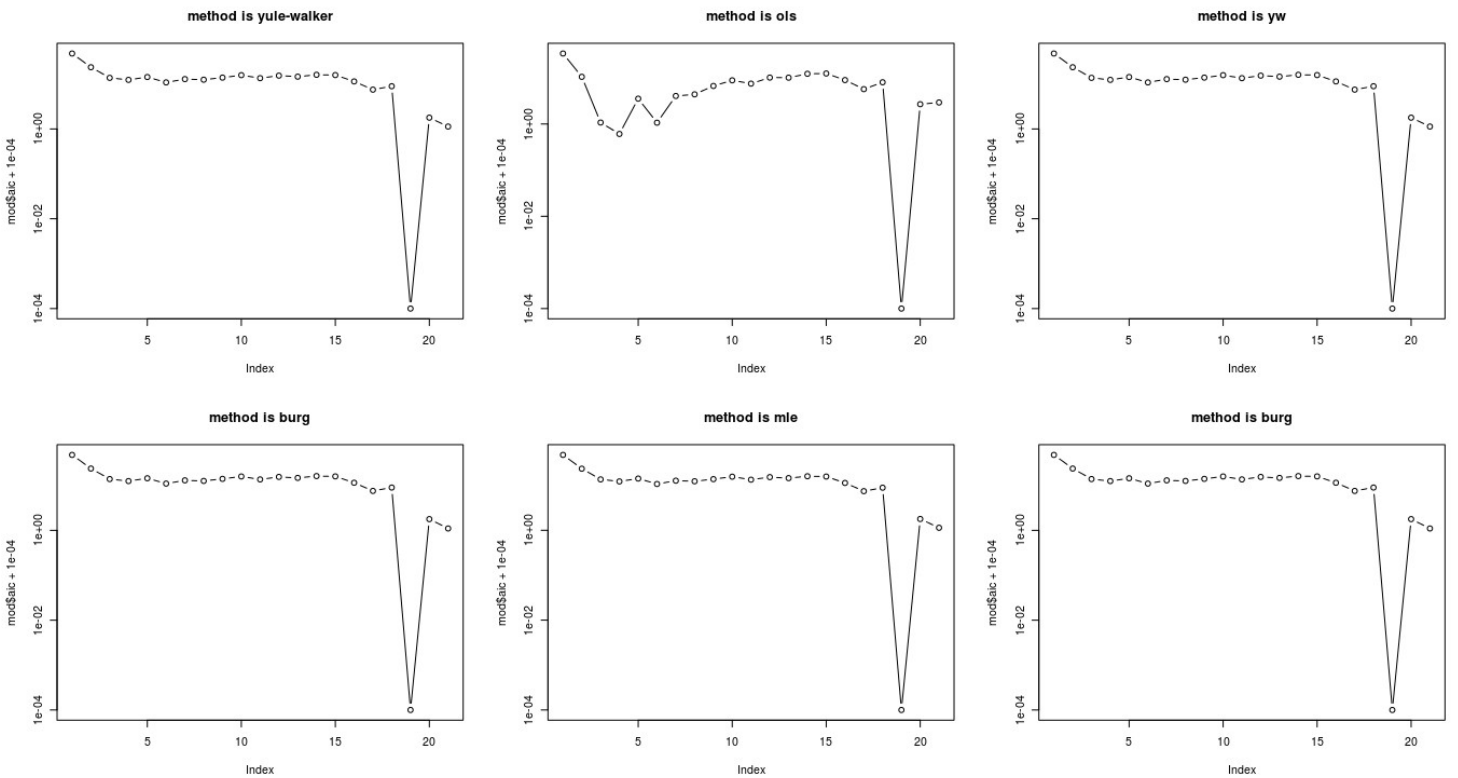 method is yule-walker
mod$aic + 1e-04
1e+00
1e-02
1e-04
5 10 15 20
Index
method is ols
mod$aic + 1e-04
1e+00
1e-02
1e-04
5 10 15 20
Index
method is yw
mod$aic + 1e-04
1e+00
1e-02
1e-04
5 10 15 20
Index
method is burg
mod$aic + 1e-04
1e+00
1e-02
1e-04
5 10 15 20
Index
method is mle
mod$aic + 1e-04
1e+00
1e-02
1e-04
5 10 15 20
Index
method is burg
mod$aic + 1e-04
1e+00
1e-02
1e-04
5 10 15 20
Index